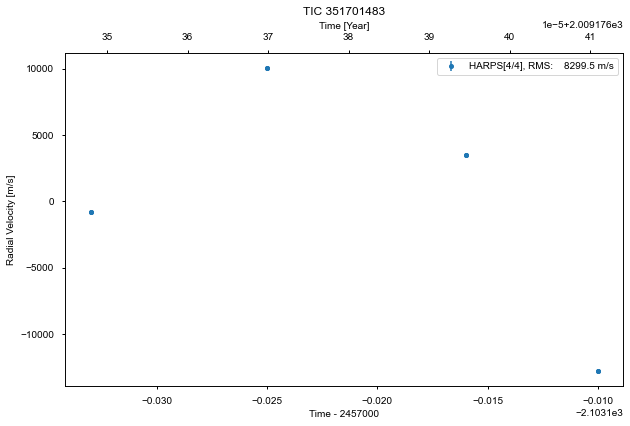 TIC 351701483
Time [Year]
1e−5+2.009176e3
35 36 37 38 39 40 41
HARPS[4/4], RMS: 8299.5 m/s
10000
5000
0
−5000
−10000
Radial Velocity [m/s]
−0.030 −0.025 −0.020 −0.015 −0.010
Time - 2457000
−2.1031e3